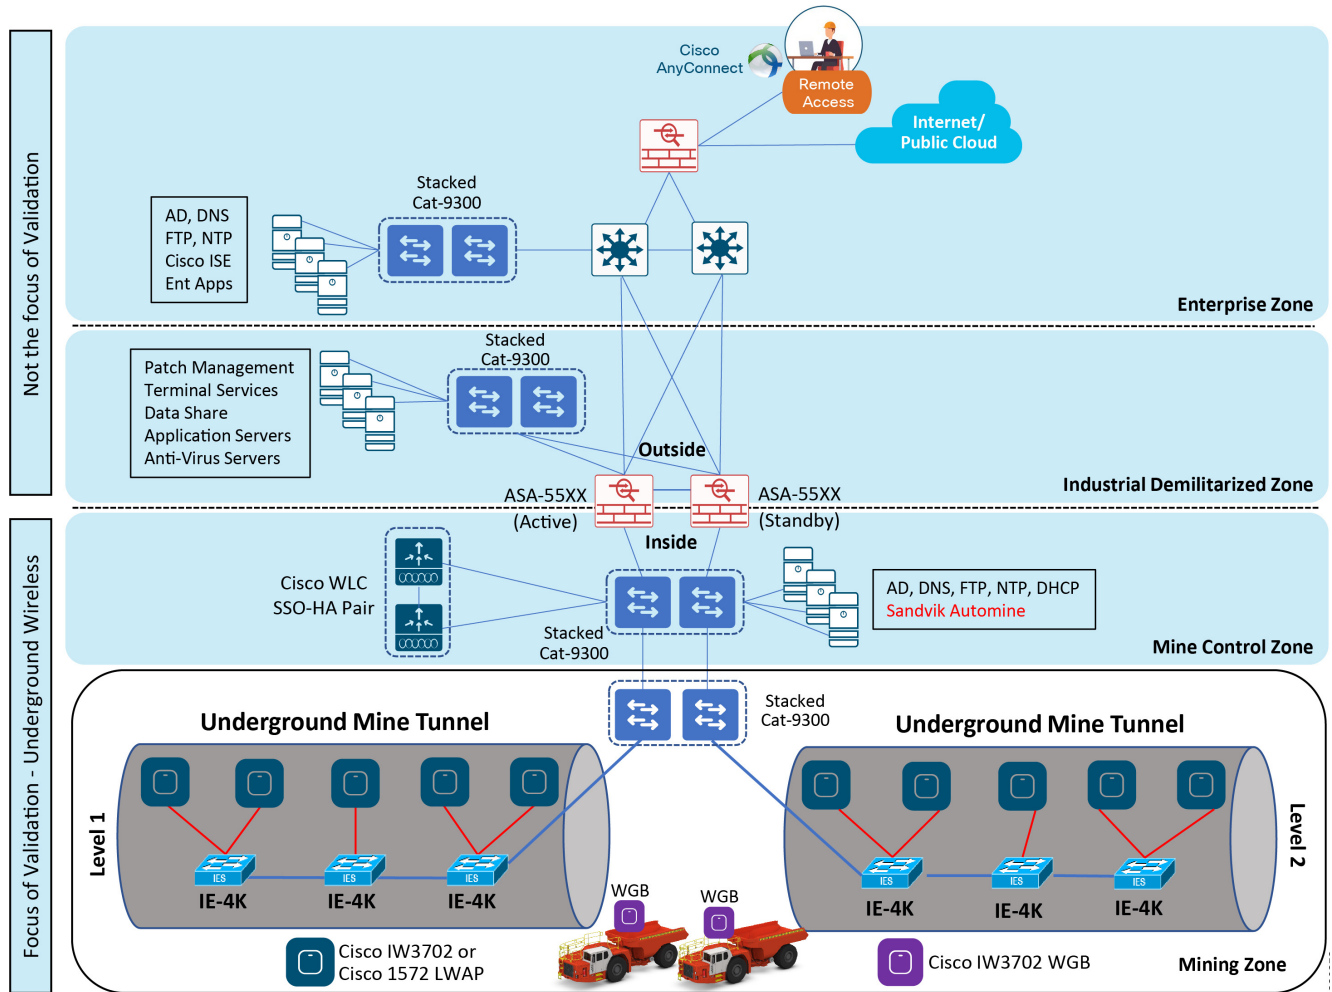 Not the focus of Validation
Cisco
AnyConnect
Remote
Access
Internet/
Public Cloud
Stacked
Cat-9300
AD, DNS
FTP, NTP
Cisco ISE
Ent Apps
Enterprise Zone
Stacked
Cat-9300
Patch Management
Terminal Services
Data Share
Application Servers
Anti-Virus Servers
Outside
Industrial Demilitarized Zone
ASA-55XX
(Active)
ASA-55XX
(Standby)
Focus of Validation - Underground Wireless
Inside
Cisco WLC
SSO-HA Pair
Stacked
Cat-9300
AD, DNS, FTP, NTP, DHCP
Sandvik Automine
Mine Control Zone
Stacked
Cat-9300
Underground Mine Tunnel
Level 1
IES
IES
IES
IE-4K
IE-4K
IE-4K
Underground Mine Tunnel
Level 2
IES
IES
IES
IE-4K
IE-4K
IE-4K
WGB
WGB
Cisco IW3702 or
Cisco 1572 LWAP
Cisco IW3702 WGB
Mining Zone